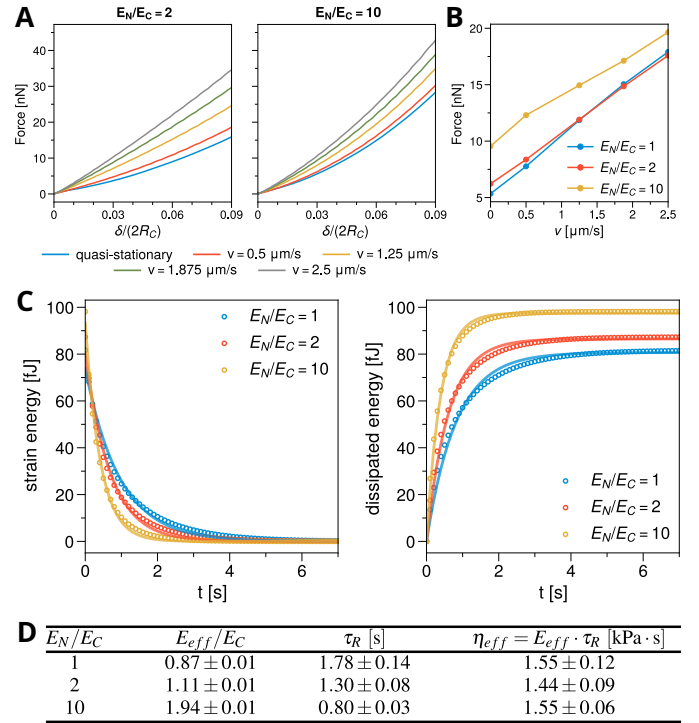 A
E_N/E_C = 2
E_N/E_C = 10
B
Force [nN]
40
30
20
10
0
0
0.03
0.06
0.09
δ/(2R_C)
0
0.03
0.06
0.09
δ/(2R_C)
quasi-stationary
v = 0.5 μm/s
v = 1.25 μm/s
v = 1.875 μm/s
v = 2.5 μm/s
Force [nN]
20
15
10
5
0
0.5
1
1.5
2
2.5
v [μm/s]
E_N/E_C = 1
E_N/E_C = 2
E_N/E_C = 10
C
strain energy [fJ]
100
80
60
40
20
0
0
2
4
6
t [s]
E_N/E_C = 1
E_N/E_C = 2
E_N/E_C = 10
dissipated energy [fJ]
100
80
60
40
20
0
0
2
4
6
t [s]
E_N/E_C = 1
E_N/E_C = 2
E_N/E_C = 10
D
E_N/E_C E_eff/E_C τ_R [s] η_eff = E_eff · τ_R [kPa · s]
1 0.87 ± 0.01 1.78 ± 0.14 1.55 ± 0.12
2 1.11 ± 0.01 1.30 ± 0.08 1.44 ± 0.09
10 1.94 ± 0.01 0.80 ± 0.03 1.55 ± 0.06